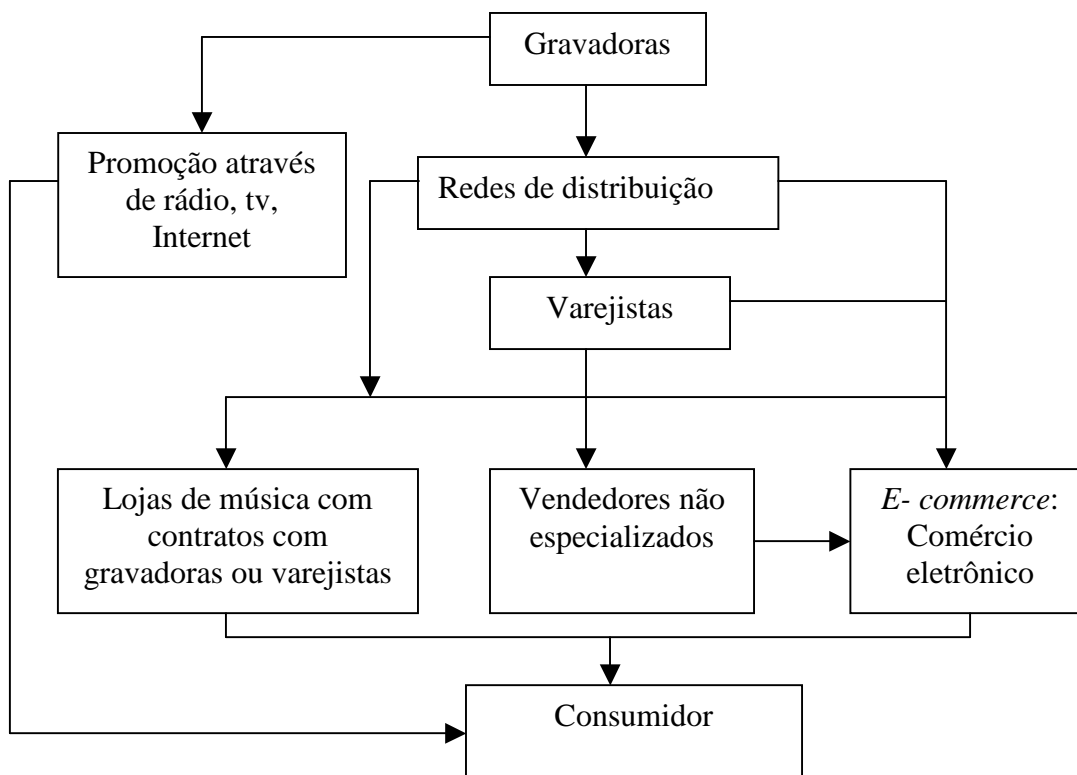 Gravadoras
Promoção através
de rádio, tv,
Internet
Redes de distribuição
Varejistas
Lojas de música com
contratos com
gravadoras ou varejistas
Vendedores não
especializados
E- commerce:
Comércio
eletrônico
Consumidor